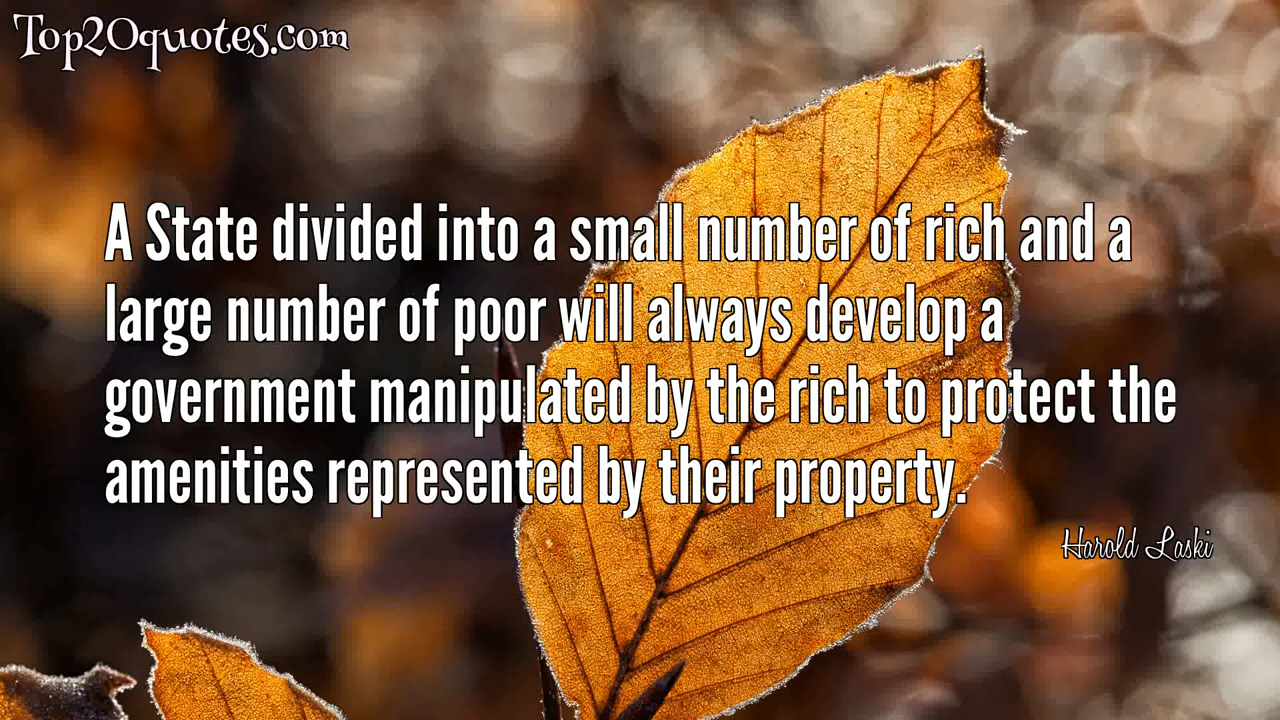 Top20quotes.com
A State divided into a small number of rich and a
large number of poor will always develop a
government manipulated by the rich to protect the
amenities represented by their property.
Harold Laski